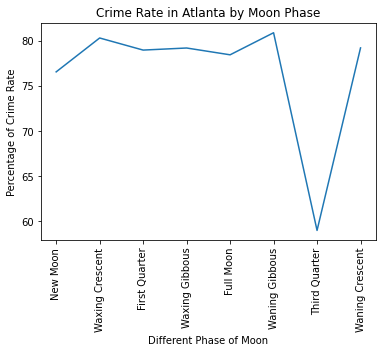 Crime Rate in Atlanta by Moon Phase
Percentage of Crime Rate
80
75
70
65
60
New Moon
Waxing Crescent
First Quarter
Waxing Gibbous
Full Moon
Waning Gibbous
Third Quarter
Waning Crescent
Different Phase of Moon